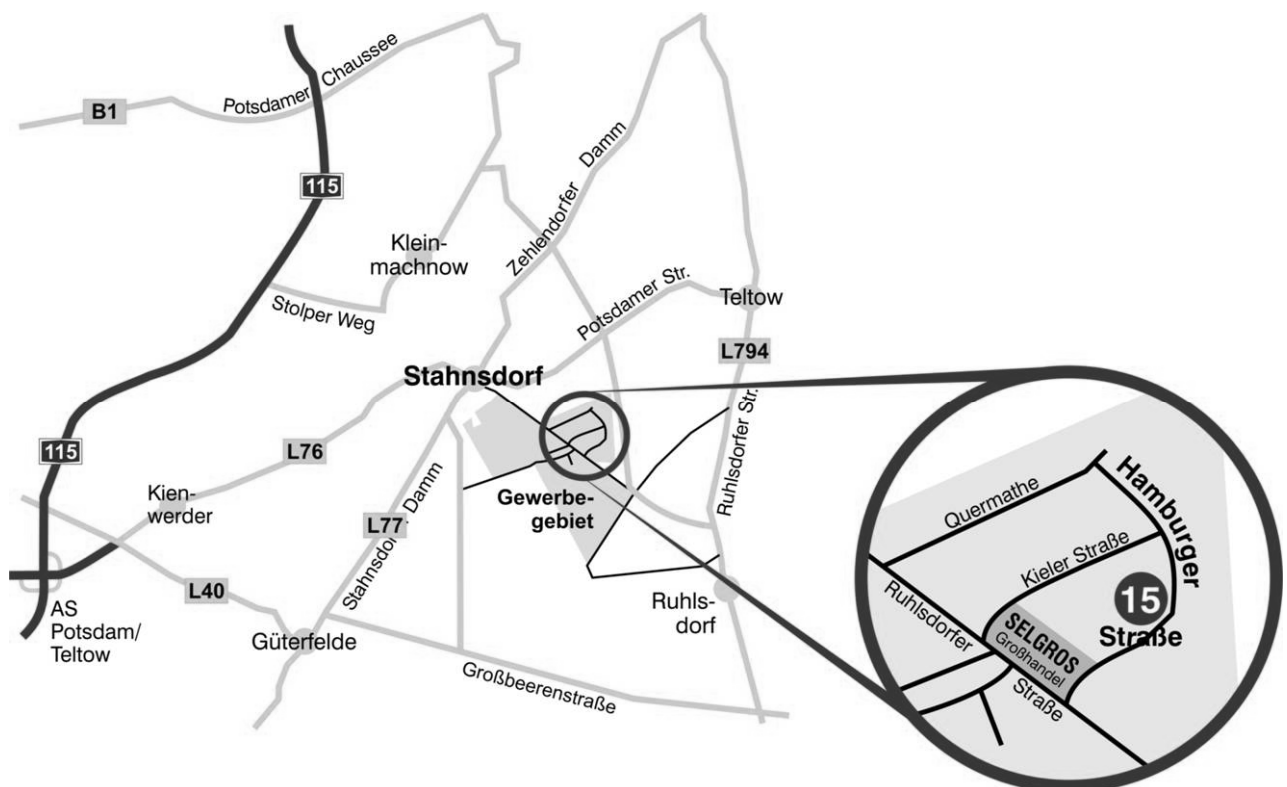 B1
Potsdamer Chaussee
115
Klein-
machnow
Stolper Weg
Zehlendorfer Damm
Potsdamer Str.
Teltow
L794
Stahnsdorf
115
L76
Kien-
werder
L77
Stahnsdorfer Damm
Gewerbe-
gebiet
Ruhlsdorfer Str.
L40
AS
Potsdam/
Teltow
Güterfelde
Großbeerenstraße
Ruhls-
dorf
Quermathe
Hamburger
Kieler Straße
15
Straße
Ruhlsdorfer
SELGROS
Großhandel
Straße